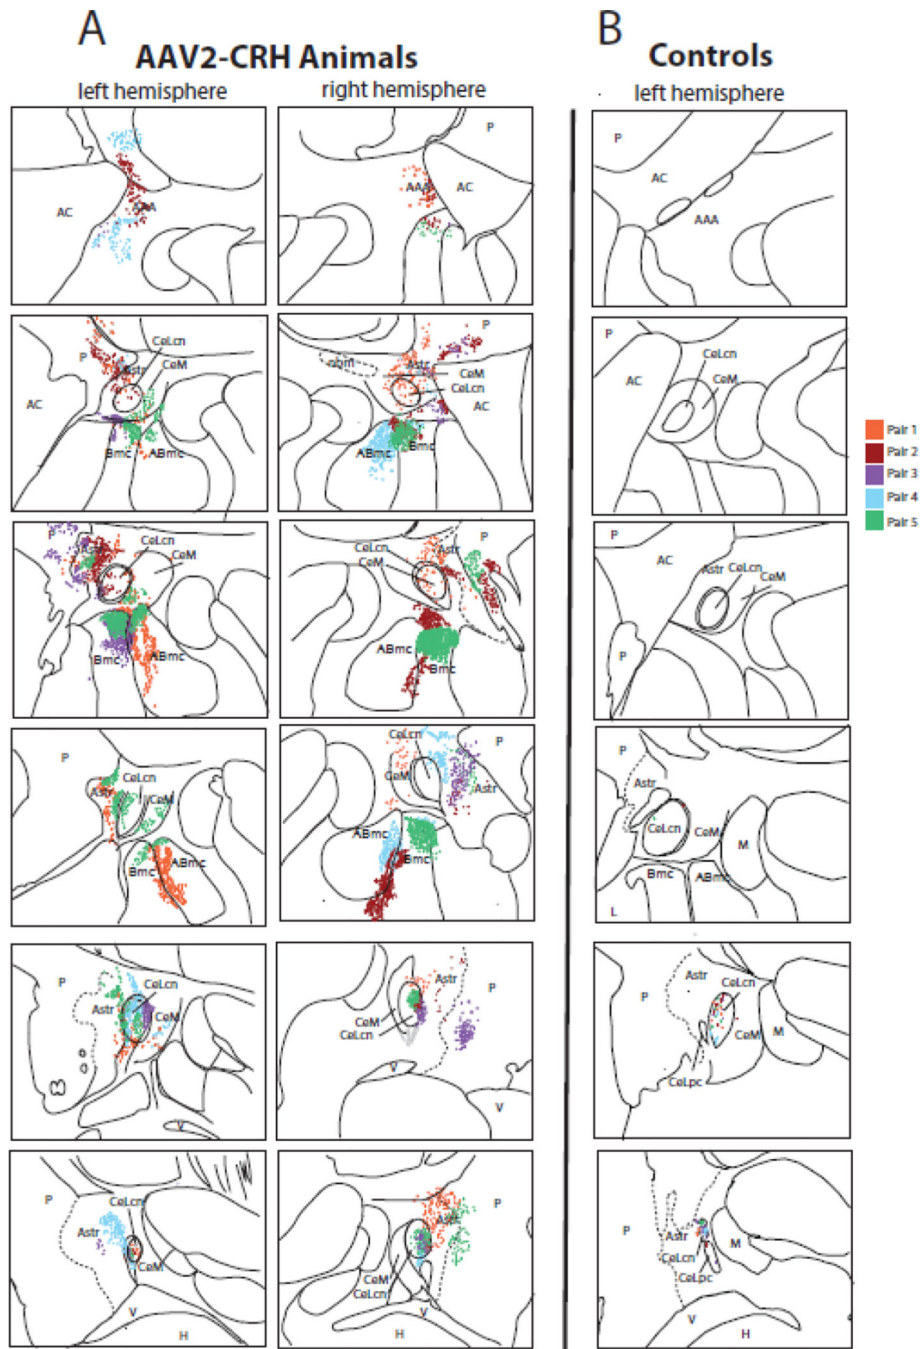 A
B
AAV2-CRH Animals
Controls
left hemisphere
right hemisphere
left hemisphere
AC
AAA
P
AAA
AC
P
AC
AAA
P
Astr
CeLcn
CeM
AC
Bmc
ABmc
nbm
Astr
P
CeM
CeLcn
AC
ABmc
Bmc
P
AC
CeLcn
CeM
Pair 1
Pair 2
Pair 3
Pair 4
Pair 5
P
Astr
CeLcn
CeM
Bmc
ABmc
CeLcn
CeM
Astr
P
ABmc
Bmc
P
AC
Astr
CeLcn
CeM
P
P
CeLcn
Astr
CeM
Bmc
ABmc
CeLcn
P
CeM
Astr
ABmc
Bmc
P
Astr
CeLcn
CeM
M
Bmc
ABmc
L
P
CeLcn
Astr
CeM
V
Astr
P
CeM
CeLcn
V
V
Astr
P
CeLcn
CeM
M
CeLpc
P
CeLcn
Astr
CeM
V
H
P
Astr
CeM
CeLcn
V
H
P
Astr
M
CeLcn
CeLpc
V
H